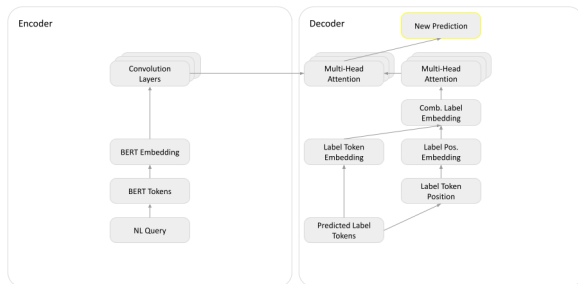 Encoder
Decoder
New Prediction
Convolution
Layers
Multi-Head
Attention
Multi-Head
Attention
Comb. Label
Embedding
BERT Embedding
Label Token
Embedding
Label Pos.
Embedding
BERT Tokens
Label Token
Position
NL Query
Predicted Label
Tokens